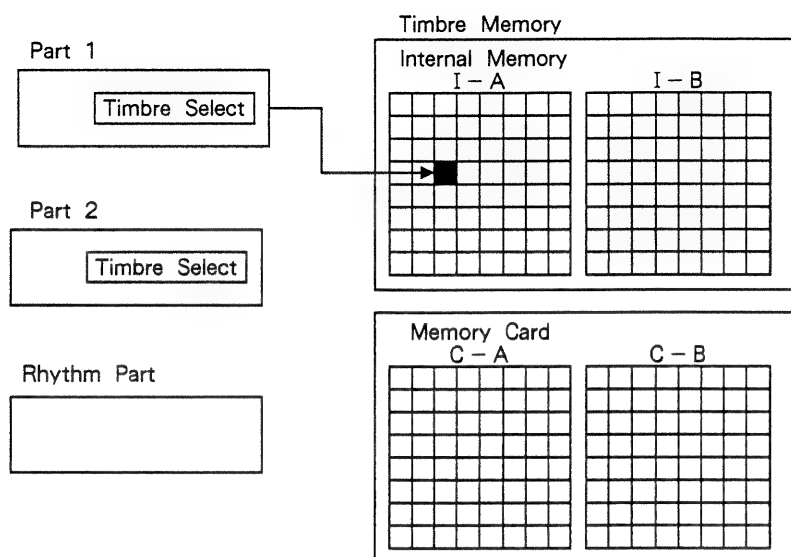 Part 1
Timbre Select
Part 2
Timbre Select
Rhythm Part
Timbre Memory
Internal Memory
I – A
I – B
Memory Card
C – A
C – B